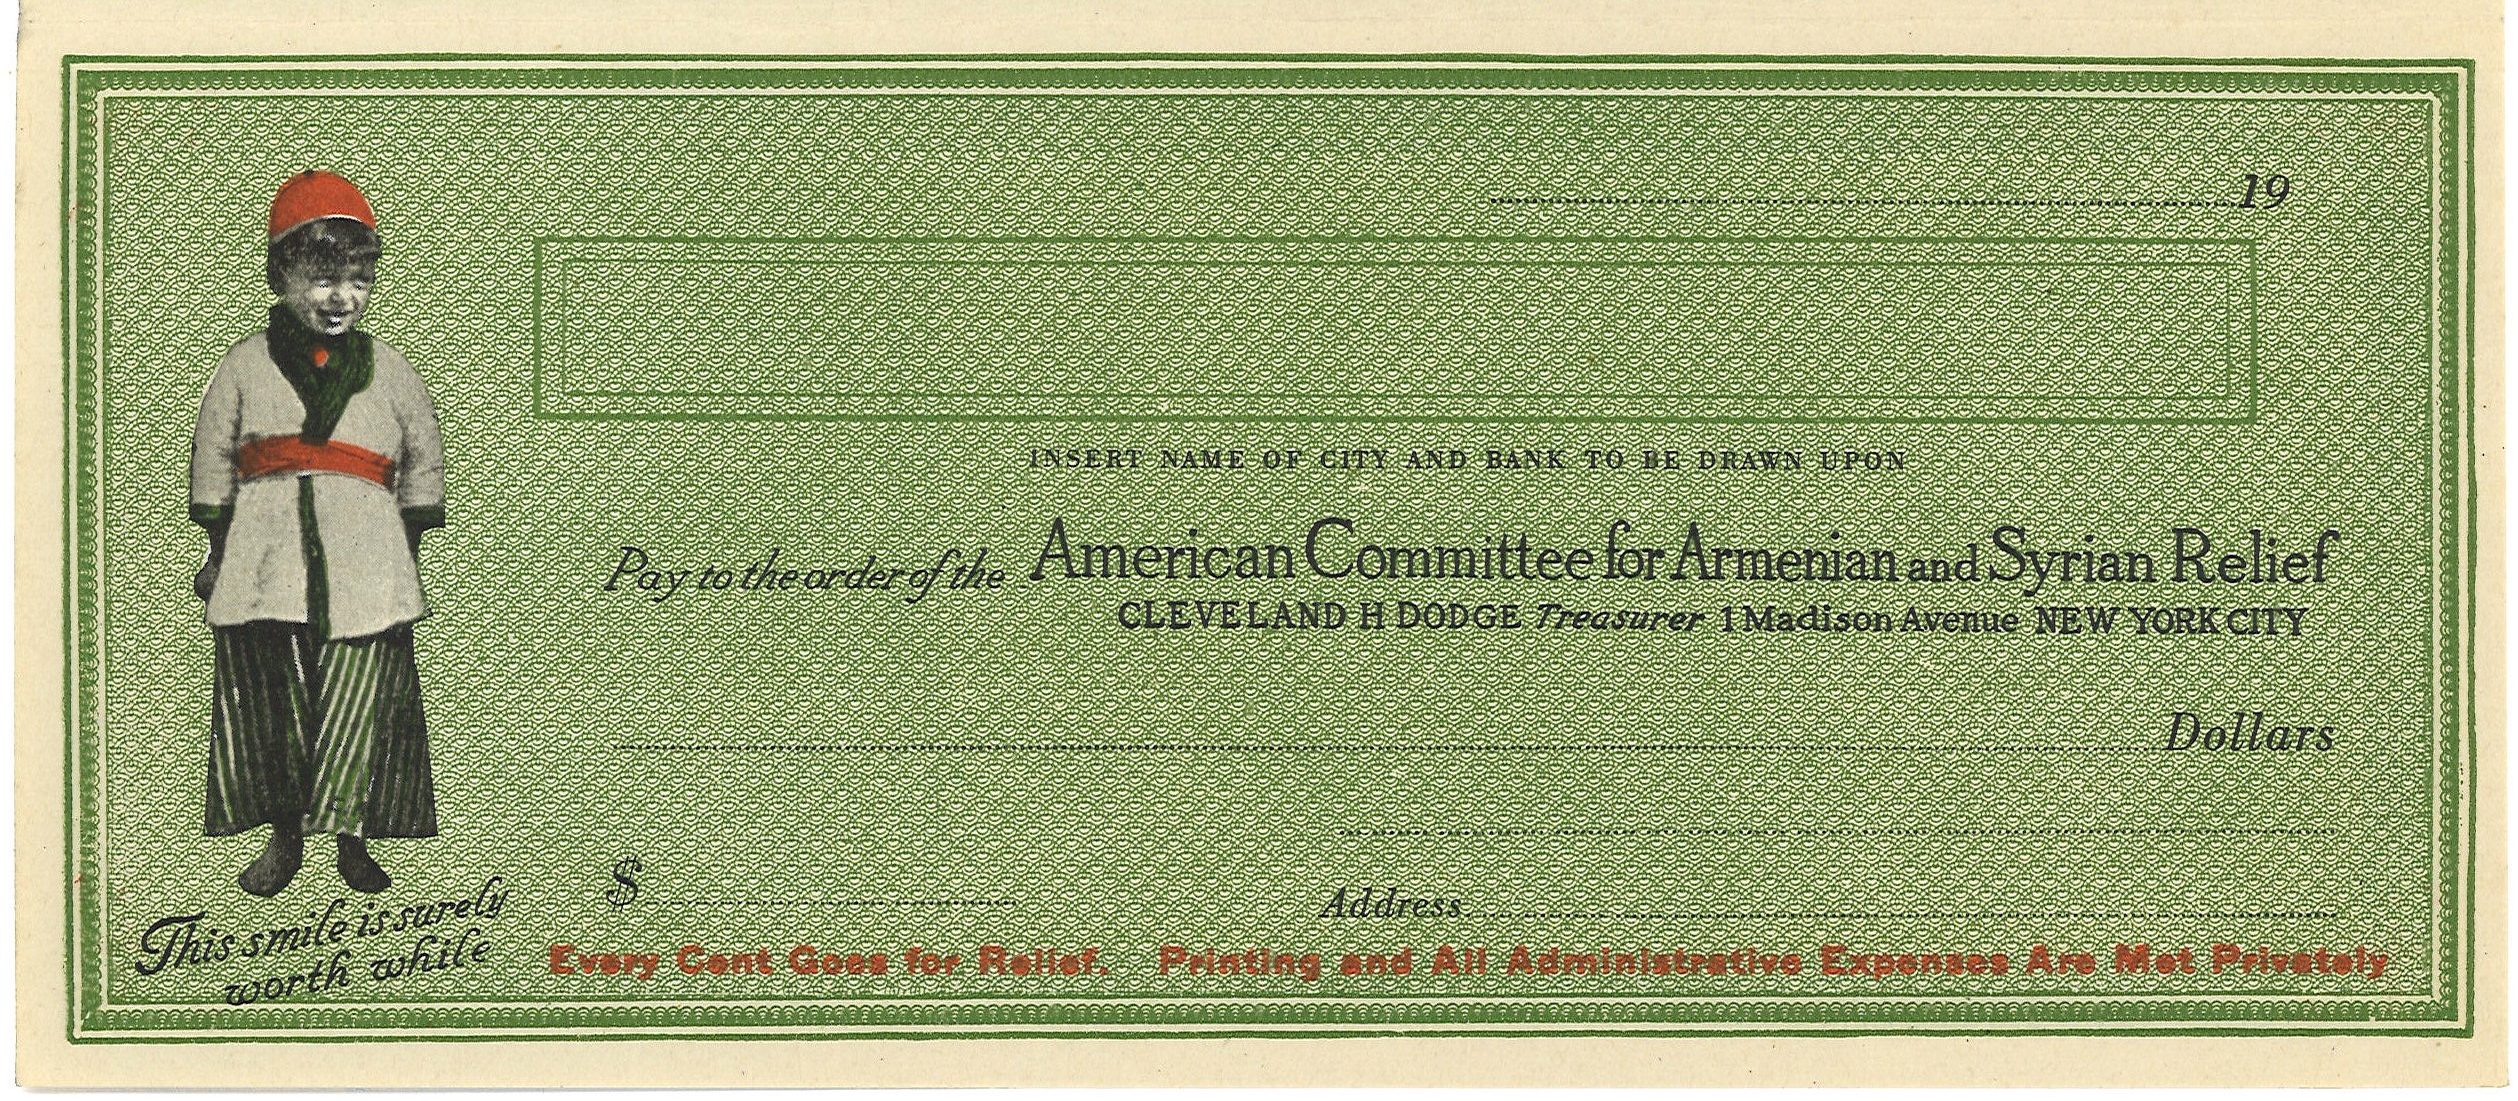 19
INSERT NAME OF CITY AND BANK TO BE DRAWN UPON
Pay to the order of the American Committee for Armenian and Syrian Relief
CLEVELAND H DODGE Treasurer 1 Madison Avenue NEW YORK CITY
Dollars
$
Address
This smile is surely
worth while
Every Cent Goes for Relief. Printing and All Administrative Expenses Are Met Privately